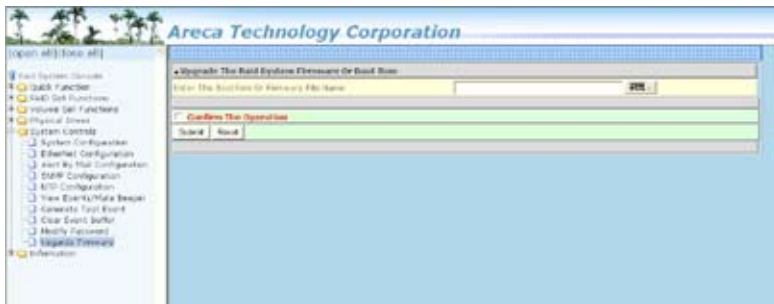 Areca Technology Corporation
[open all|close all]
Raid System Console
Quick Function
RAID Set Functions
Volume Set Functions
Physical Drives
System Controls
System Configuration
EtherNet Configuration
Alert By Mail Configuration
SNMP Configuration
NTP Configuration
View Events/Mute Beeper
Generate Test Event
Clear Event Buffer
Modify Password
Upgrade Firmware
Information
Upgrade The Raid System Firmware Or Boot Rom
Enter The BootRom Or Firmware File Name
Confirm The Operation
Submit Reset